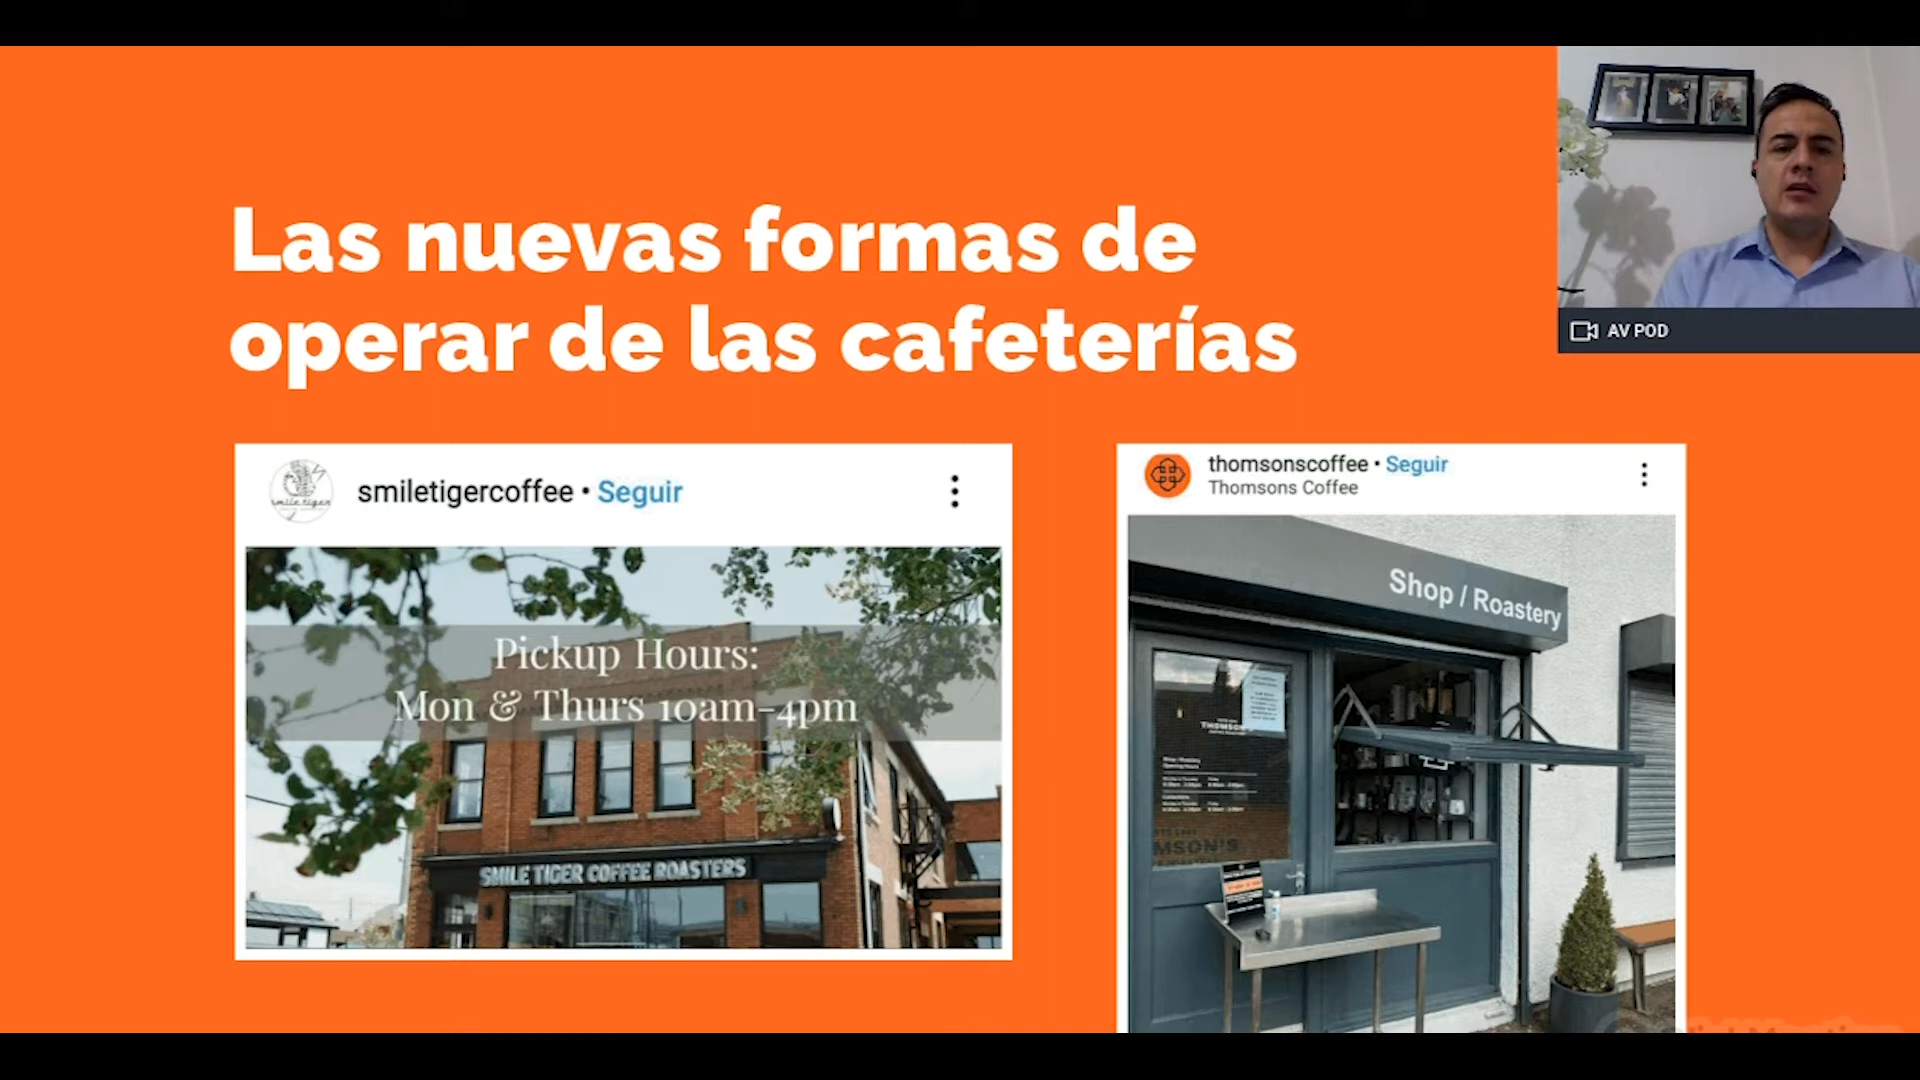 Las nuevas formas de
operar de las cafeterías
AV POD
smiletigercoffee • Seguir
Pickup Hours:
Mon & Thurs 10am-4pm
SMILE TIGER COFFEE ROASTERS
thomsonscoffee • Seguir
Thomsons Coffee
Shop / Roastery